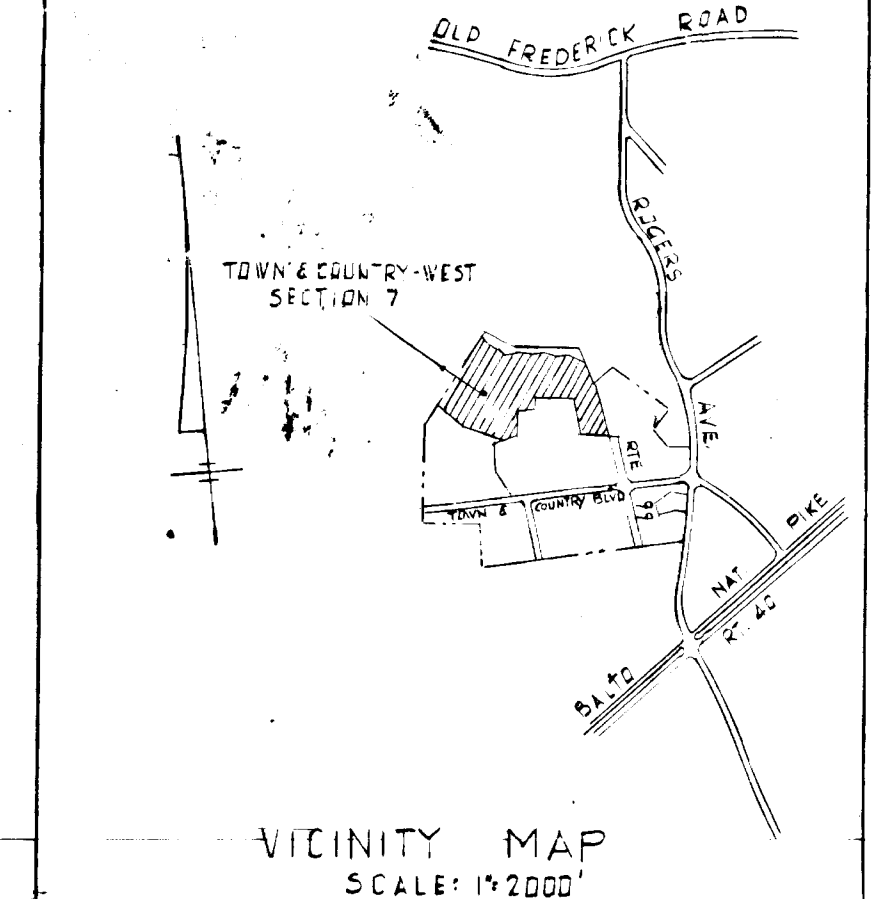 OLD FREDERICK ROAD
ROGERS AVE.
TOWN & COUNTRY-WEST
SECTION 7
RTE 99
TOWN & COUNTRY BLVD
BALTO NAT. PIKE
RT. 40
VICINITY MAP
SCALE: 1"=2000'